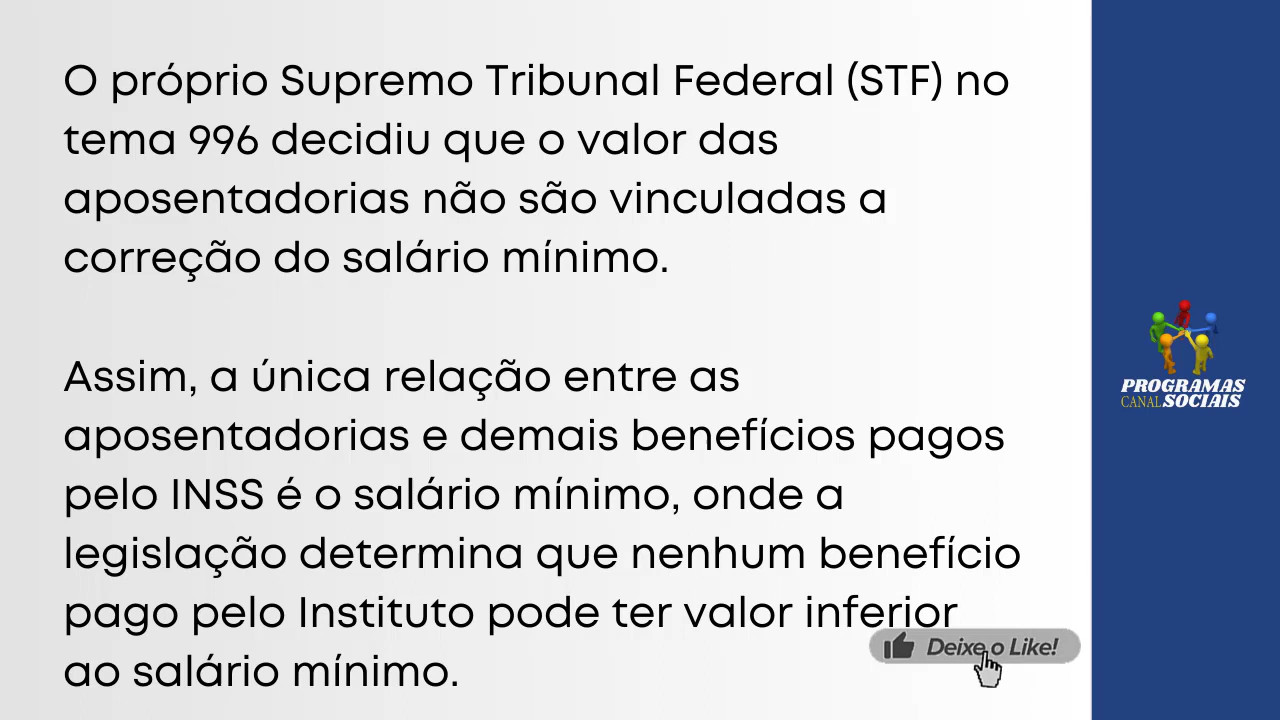 O próprio Supremo Tribunal Federal (STF) no
tema 996 decidiu que o valor das
aposentadorias não são vinculadas a
correção do salário mínimo.
Assim, a única relação entre as
aposentadorias e demais benefícios pagos
pelo INSS é o salário mínimo, onde a
legislação determina que nenhum benefício
pago pelo Instituto pode ter valor inferior
ao salário mínimo.
Deixe o Like!
PROGRAMAS
CANAL SOCIAIS